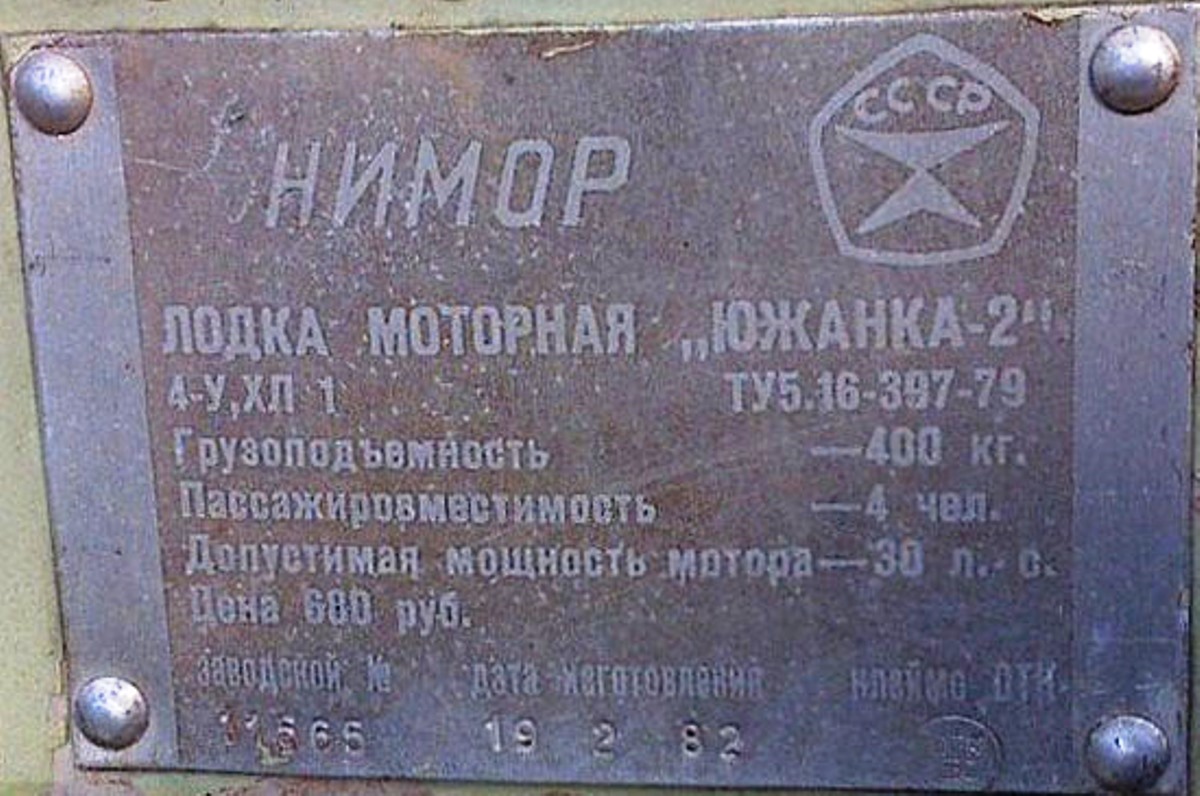 СССР
НИМОР
ЛОДКА МОТОРНАЯ „ЮЖАНКА-2“
4-У,ХЛ 1 ТУ5.16-397-79
Грузоподъемность —400 кг.
Пассажировместимость —4 чел.
Допустимая мощность мотора—30 л. с.
Цена 680 руб.
заводской № дата изготовления клеймо ОТК
11565 19 2 82